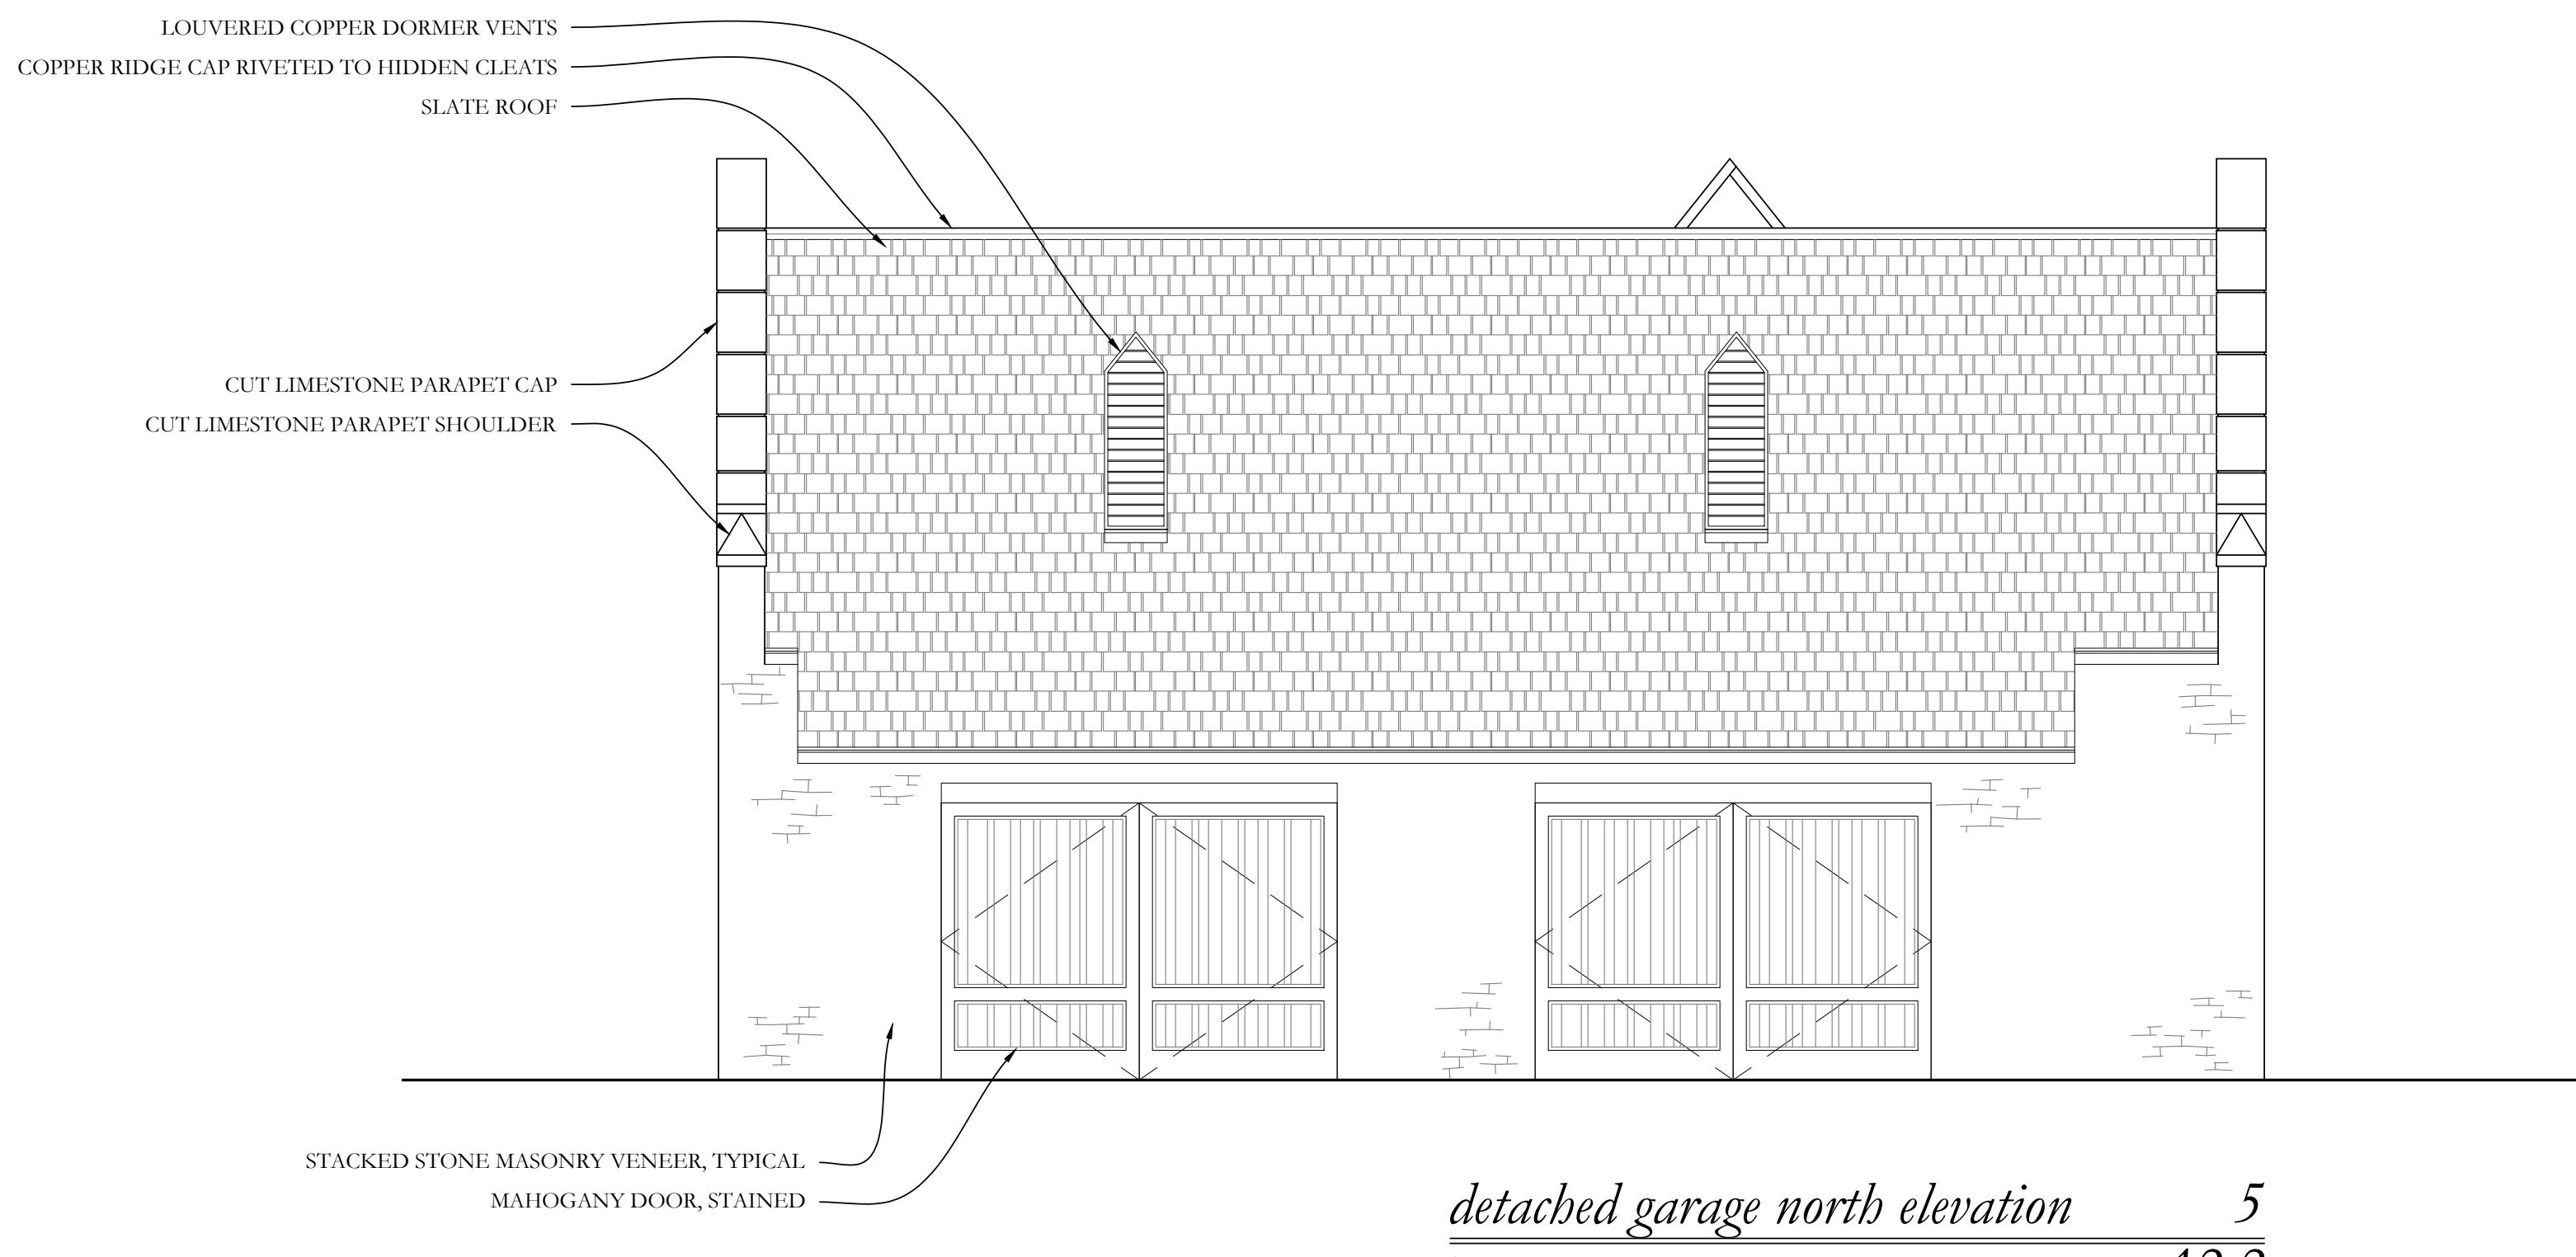 LOUVERED COPPER DORMER VENTS
COPPER RIDGE CAP RIVETED TO HIDDEN CLEATS
SLATE ROOF
CUT LIMESTONE PARAPET CAP
CUT LIMESTONE PARAPET SHOULDER
STACKED STONE MASONRY VENEER, TYPICAL
MAHOGANY DOOR, STAINED
detached garage north elevation 5